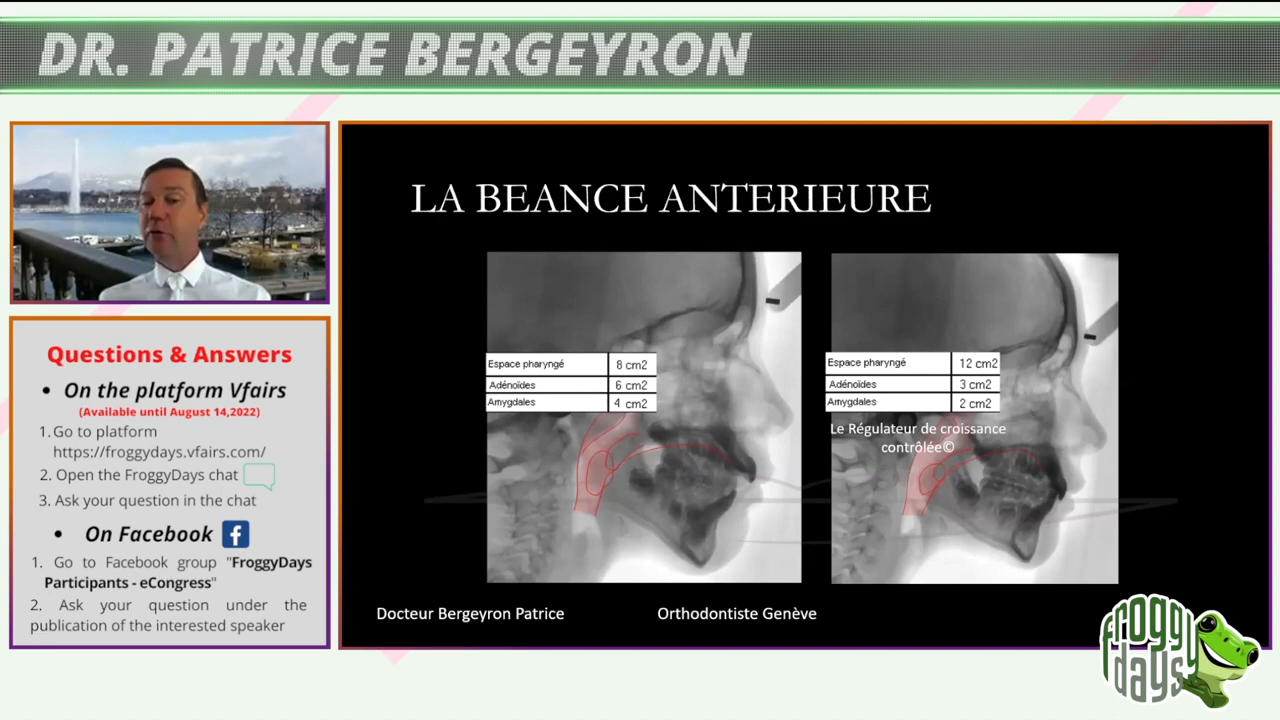 DR. PATRICE BERGEYRON
LA BEANCE ANTERIEURE
Espace pharyngé 8 cm2
Adénoïdes 6 cm2
Amygdales 4 cm2
Espace pharyngé 12 cm2
Adénoïdes 3 cm2
Amygdales 2 cm2
Le Régulateur de croissance
contrôlée©
Docteur Bergeyron Patrice Orthodontiste Genève
Questions & Answers
• On the platform Vfairs
(Available until August 14,2022)
1. Go to platform
https://froggydays.vfairs.com/
2. Open the FroggyDays chat
3. Ask your question in the chat
• On Facebook f
1. Go to Facebook group "FroggyDays
Participants - eCongress"
2. Ask your question under the
publication of the interested speaker
froggy
days